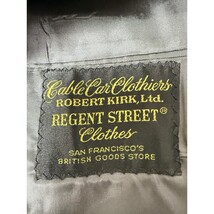 Cable Car Clothiers
ROBERT KIRK, Ltd.
REGENT STREET®
Clothes
SAN FRANCISCO'S
BRITISH GOODS STORE